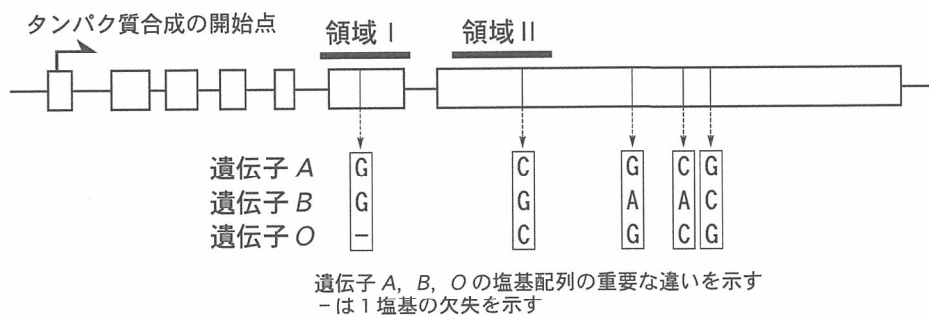 タンパク質合成の開始点
領域 I 領域 II
遺伝子 A G C G C G
遺伝子 B G G A A C
遺伝子 O − C G C G
遺伝子 A, B, O の塩基配列の重要な違いを示す
−は1塩基の欠失を示す